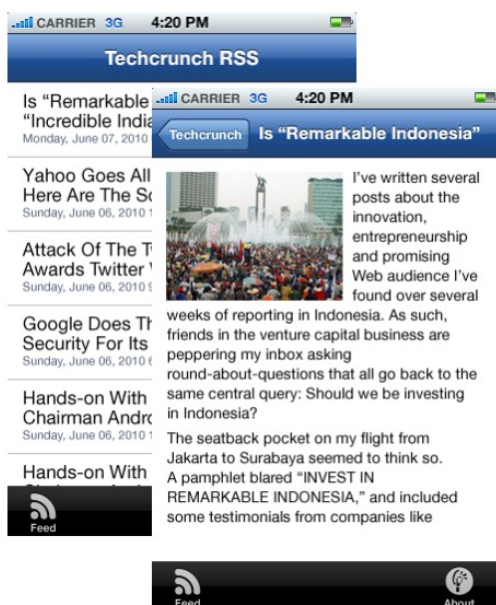 CARRIER 3G 4:20 PM
Techcrunch RSS
Is “Remarkable
“Incredible India
Monday, June 07, 2010
Yahoo Goes All
Here Are The
Sunday, June 06, 2010 1
Attack Of The
Awards Twitter
Sunday, June 06, 2010
Google Does
Security For Its
Sunday, June 06, 2010
Hands-on With
Chairman
Sunday, June 06, 2010 1
Hands-on With
Feed
CARRIER 3G 4:20 PM
Techcrunch Is “Remarkable Indonesia”
I’ve written several
posts about the
innovation,
entrepreneurship
and promising
Web audience I’ve
found over several
weeks of reporting in Indonesia. As such,
friends in the venture capital business are
peppering my inbox asking
round-about-questions that all go back to the
same central query: Should we be investing
in Indonesia?
The seatback pocket on my flight from
Jakarta to Surabaya seemed to think so.
A pamphlet blared “INVEST IN
REMARKABLE INDONESIA,” and included
some testimonials from companies like
Feed About